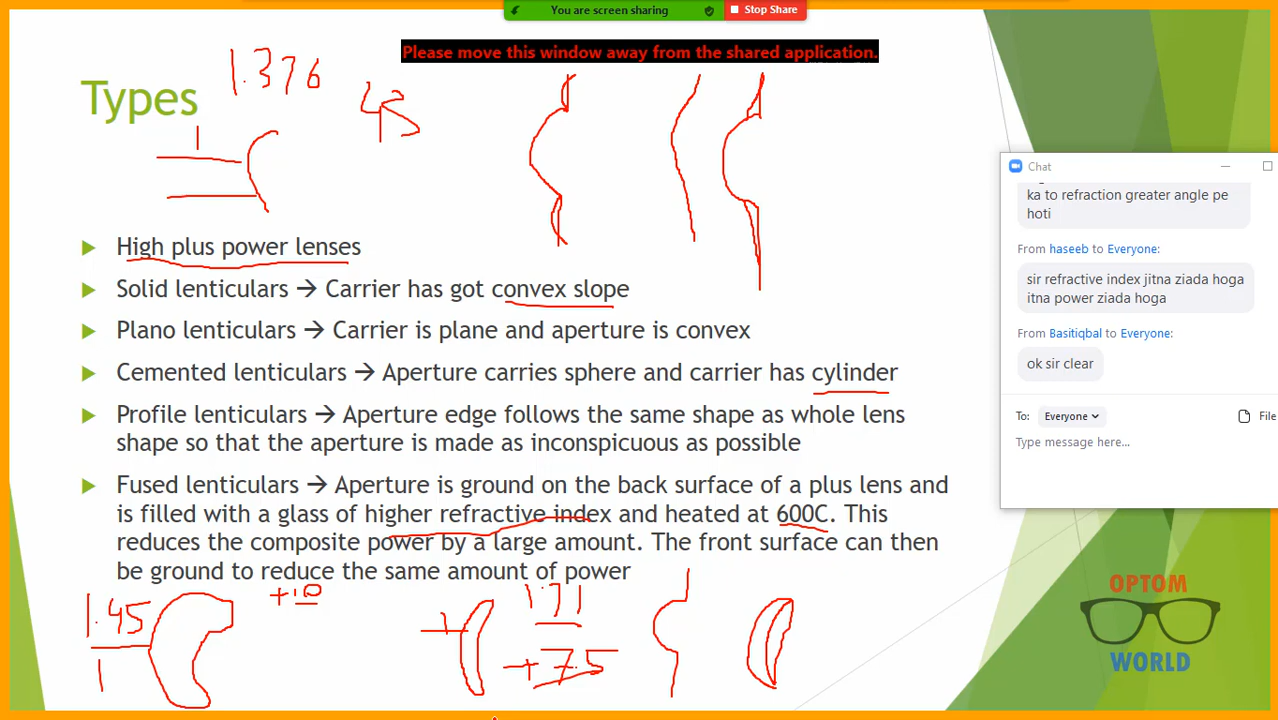 You are screen sharing
Stop Share
Please move this window away from the shared application.
1.376
43
Types
1
High plus power lenses
Solid lenticulars → Carrier has got convex slope
Plano lenticulars → Carrier is plane and aperture is convex
Cemented lenticulars → Aperture carries sphere and carrier has cylinder
Profile lenticulars → Aperture edge follows the same shape as whole lens
shape so that the aperture is made as inconspicuous as possible
Fused lenticulars → Aperture is ground on the back surface of a plus lens and
is filled with a glass of higher refractive index and heated at 600C. This
reduces the composite power by a large amount. The front surface can then
be ground to reduce the same amount of power
1.45
1
+10
1.71
+7.5
Chat
ka to refraction greater angle pe
hoti
From haseeb to Everyone:
sir refractive index jitna ziada hoga
itna power ziada hoga
From Basitiqbal to Everyone:
ok sir clear
To: Everyone
File
Type message here...
OPTOM
WORLD